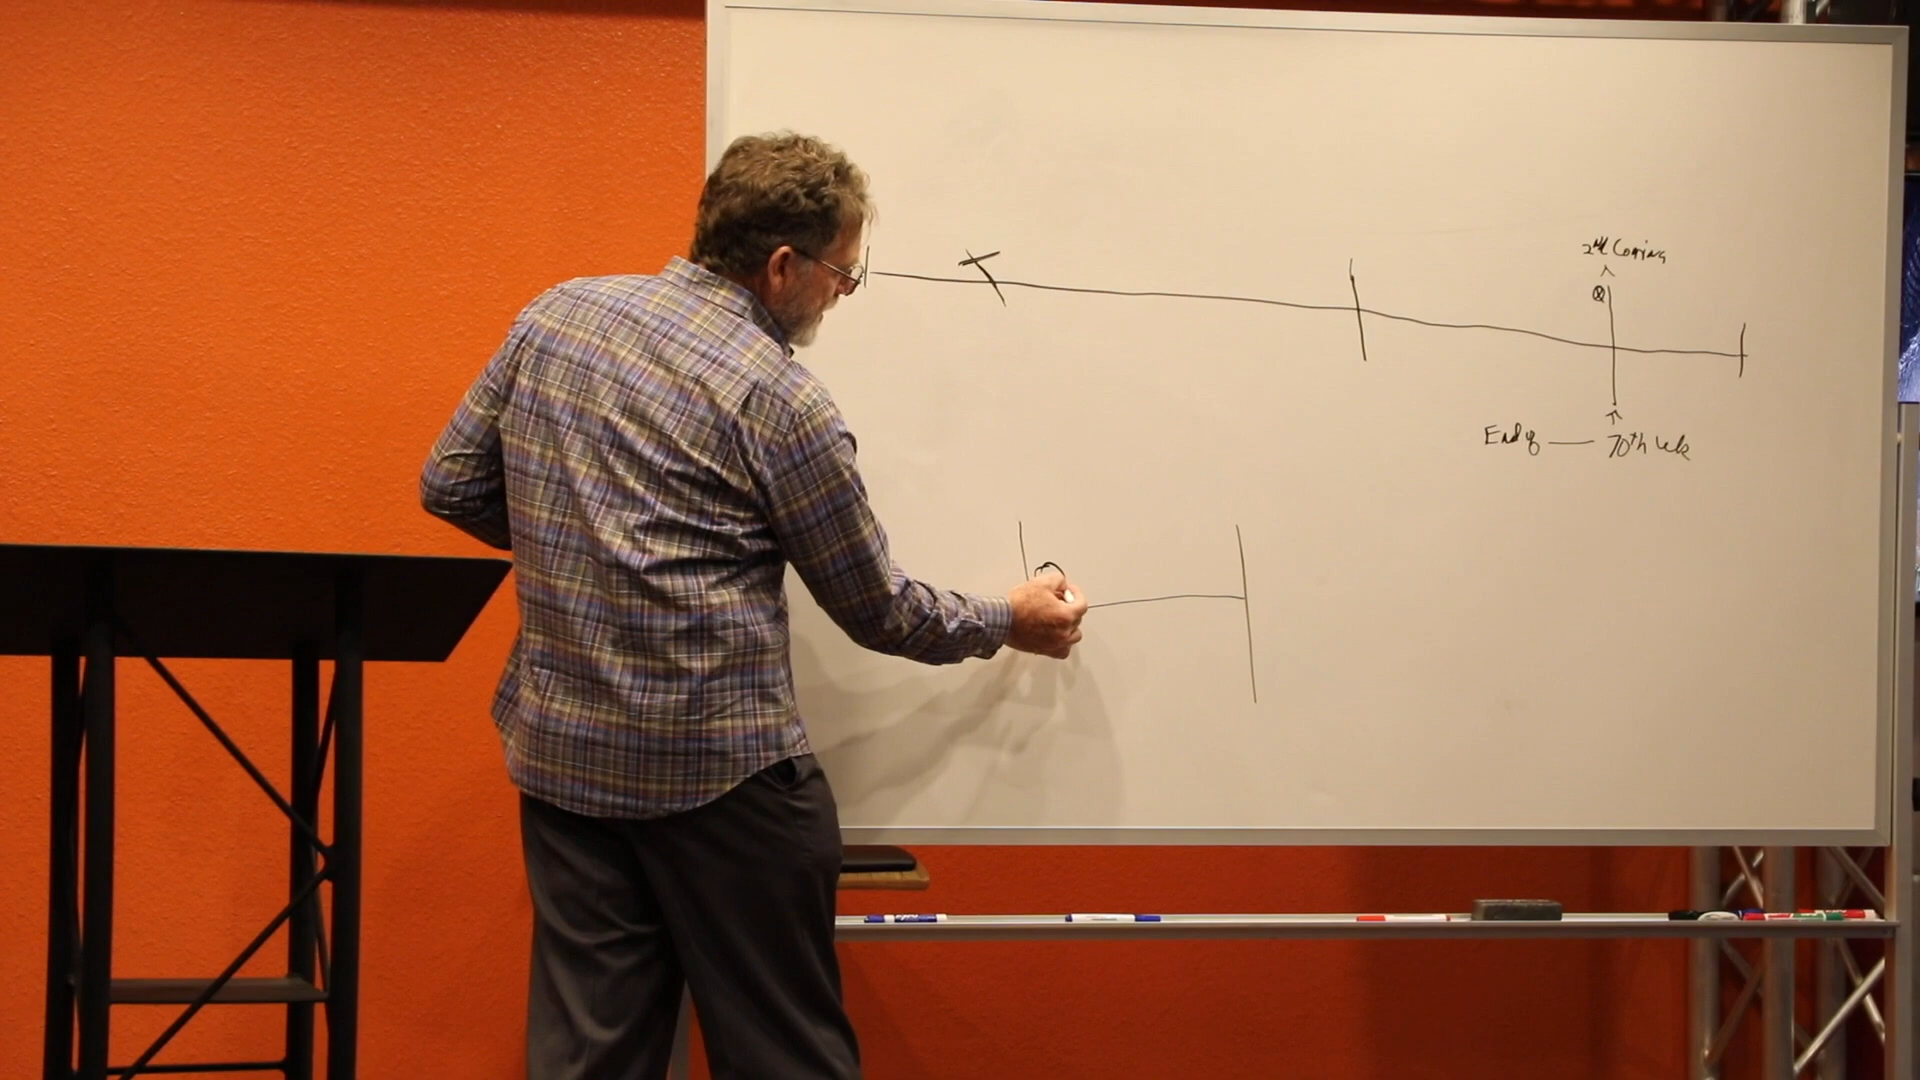 2nd Coming
End of — 70th wk